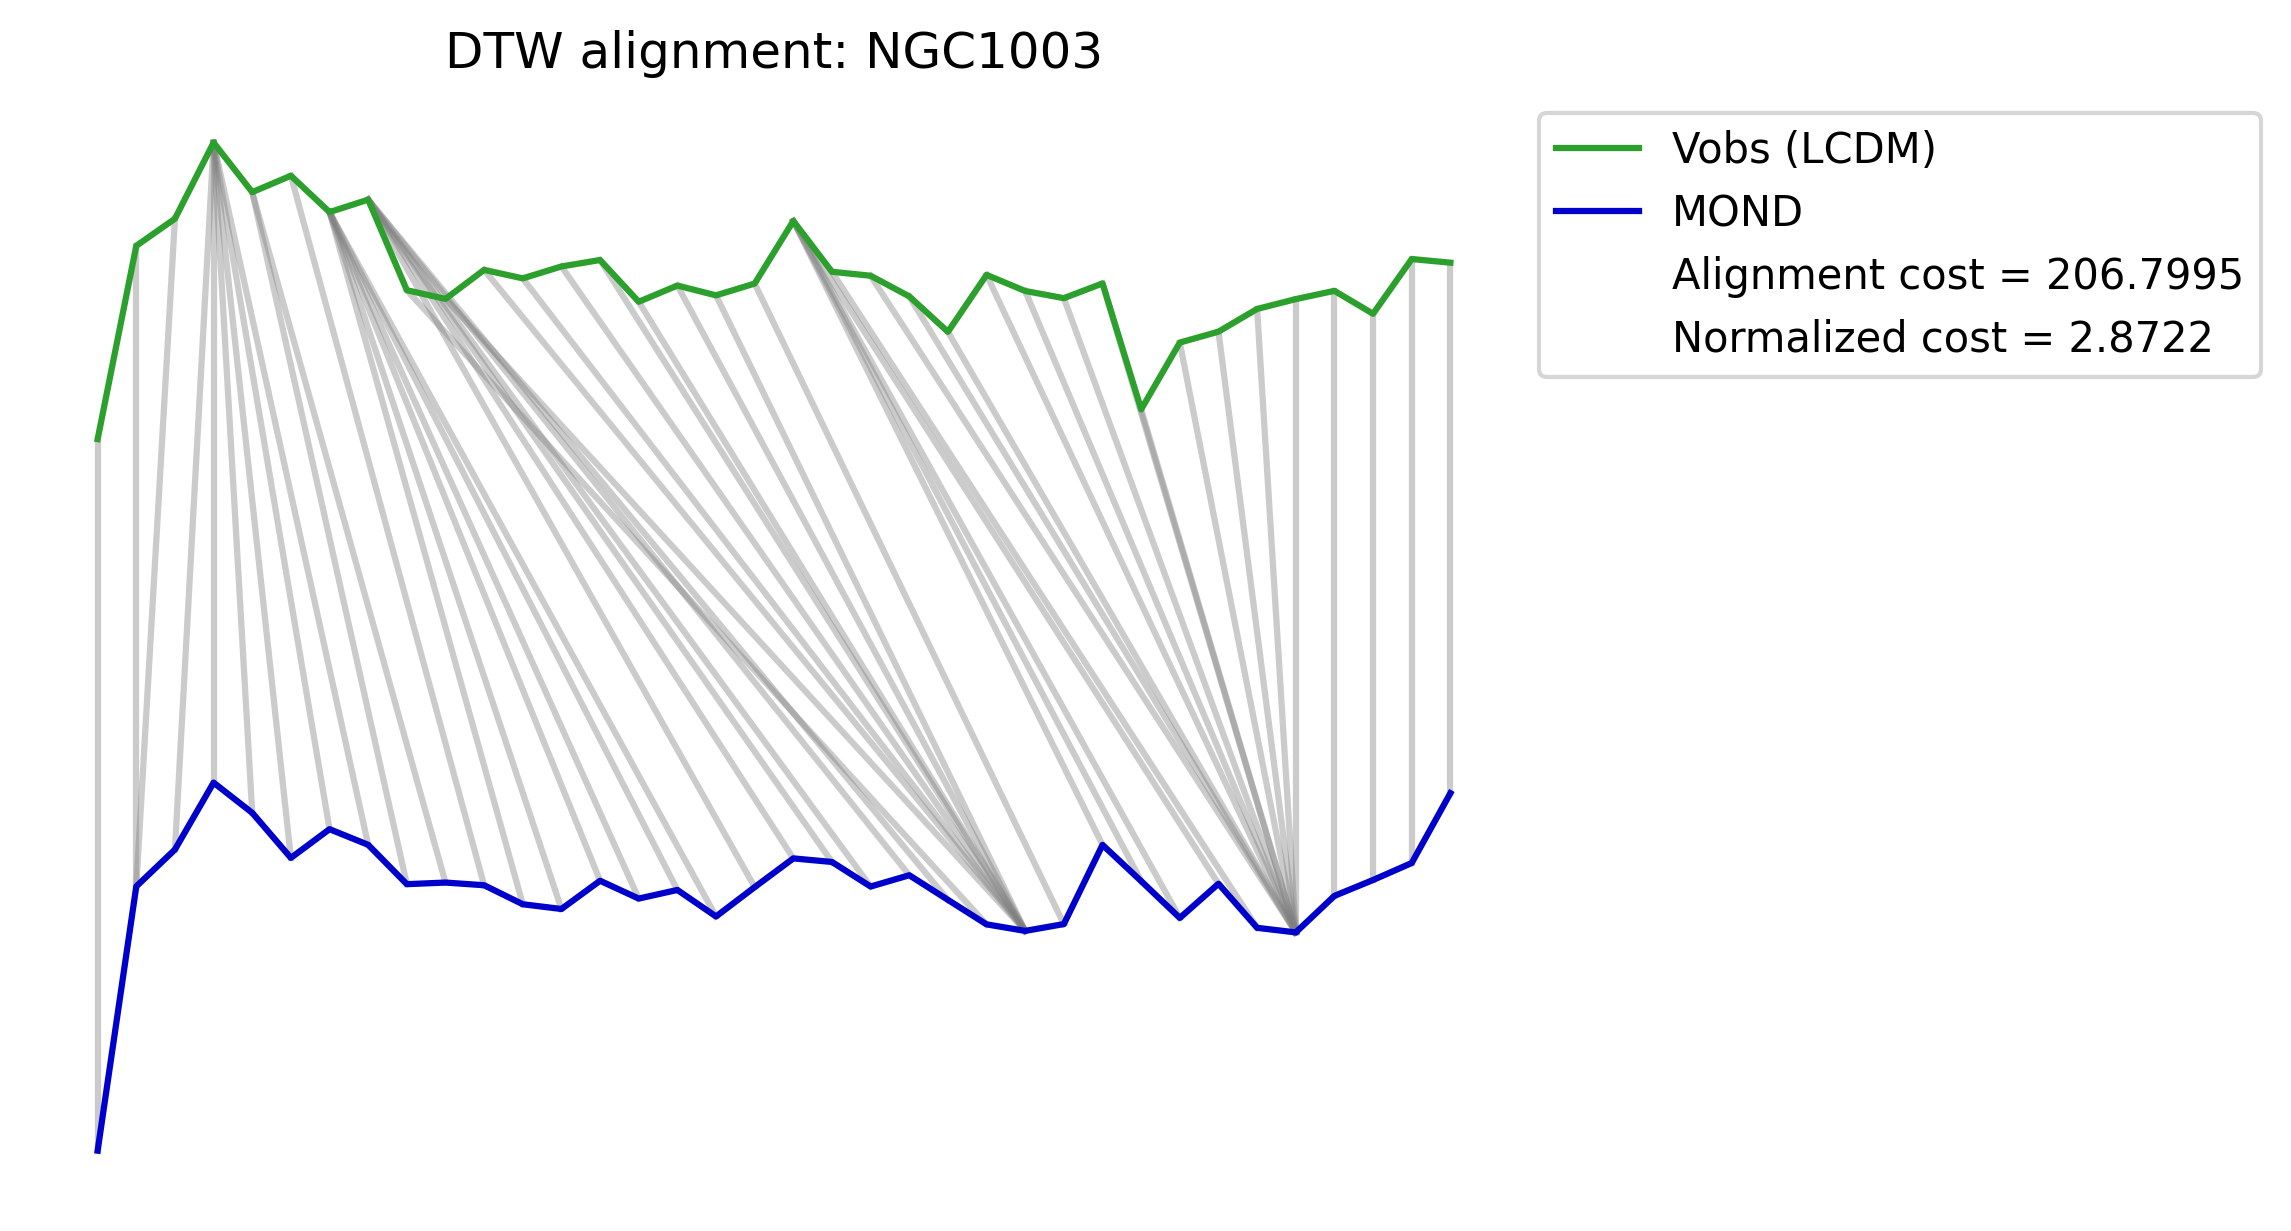 DTW alignment: NGC1003
Vobs (LCDM)
MOND
Alignment cost = 206.7995
Normalized cost = 2.8722